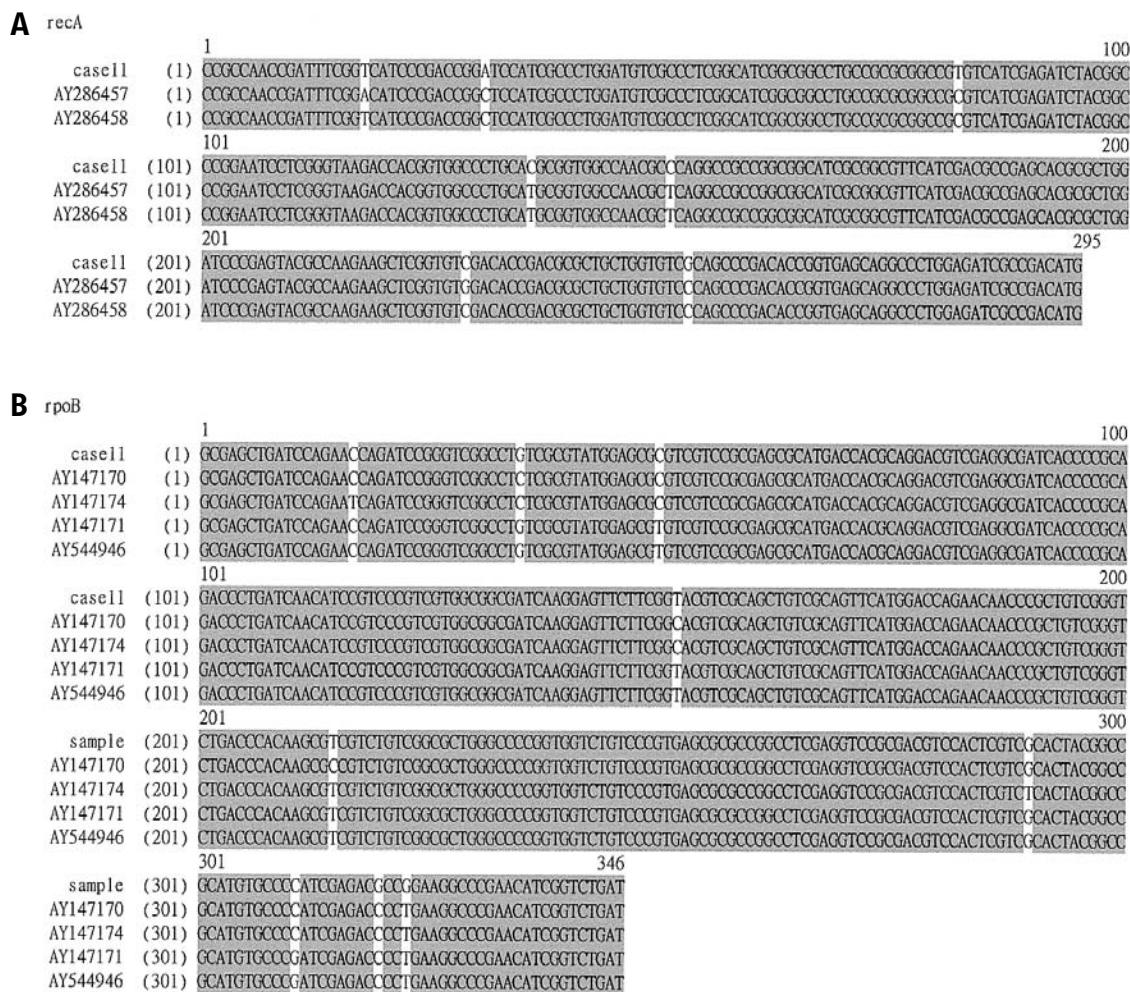 A recA
1 100
case11 (1) CCGCCAACCGATTTCGGTCATCCCGACCGGATCCATCGCCCTGGATGTCGCCCTCGGCATCGGCGGCCTGCCGCGCGGCCGTGTCATCGAGATCTACGGC
AY286457 (1) CCGCCAACCGATTTCGGACATCCCGACCGGCTCCATCGCCCTGGATGTCGCCCTCGGCATCGGCGGCCTGCCGCGCGGCCGCGTCATCGAGATCTACGGC
AY286458 (1) CCGCCAACCGATTTCGGTCATCCCGACCGGCTCCATCGCCCTGGATGTCGCCCTCGGCATCGGCGGCCTGCCGCGCGGCCGCGTCATCGAGATCTACGGC
101 200
case11 (101) CCGGAATCCTCGGGTAAGACCACGGTGGCCCTGCACGCGGTGGCCAACGCCCAGGCCGCCGGCGGCATCGCGGCGTTCATCGACGCCGAGCACGCGCTGG
AY286457 (101) CCGGAATCCTCGGGTAAGACCACGGTGGCCCTGCATGCGGTGGCCAACGCTCAGGCCGCCGGCGGCATCGCGGCGTTCATCGACGCCGAGCACGCGCTGG
AY286458 (101) CCGGAATCCTCGGGTAAGACCACGGTGGCCCTGCATGCGGTGGCCAACGCTCAGGCCGCCGGCGGCATCGCGGCGTTCATCGACGCCGAGCACGCGCTGG
201 295
case11 (201) ATCCCGAGTACGCCAAGAAGCTCGGTGTCGACACCGACGCGCTGCTGGTGTCGCAGCCCGACACCGGTGAGCAGGCCCTGGAGATCGCCGACATG
AY286457 (201) ATCCCGAGTACGCCAAGAAGCTCGGTGTGGACACCGACGCGCTGCTGGTGTCCCAGCCCGACACCGGTGAGCAGGCCCTGGAGATCGCCGACATG
AY286458 (201) ATCCCGAGTACGCCAAGAAGCTCGGTGTCGACACCGACGCGCTGCTGGTGTCCCAGCCCGACACCGGTGAGCAGGCCCTGGAGATCGCCGACATG
B rpoB
1 100
case11 (1) GCGAGCTGATCCAGAACCAGATCCGGGTCGGCCTGTCGCGTATGGAGCGCGTCGTCCGCGAGCGCATGACCACGCAGGACGTCGAGGCGATCACCCCGCA
AY147170 (1) GCGAGCTGATCCAGAACCAGATCCGGGTCGGCCTCTCGCGTATGGAGCGCGTCGTCCGCGAGCGCATGACCACGCAGGACGTCGAGGCGATCACCCCGCA
AY147174 (1) GCGAGCTGATCCAGAATCAGATCCGGGTCGGCCTCTCGCGTATGGAGCGCGTCGTCCGCGAGCGCATGACCACGCAGGACGTCGAGGCGATCACCCCGCA
AY147171 (1) GCGAGCTGATCCAGAACCAGATCCGGGTCGGCCTGTCGCGTATGGAGCGTGTCGTCCGCGAGCGCATGACCACGCAGGACGTCGAGGCGATCACCCCGCA
AY544946 (1) GCGAGCTGATCCAGAACCAGATCCGGGTCGGCCTGTCGCGTATGGAGCGTGTCGTCCGCGAGCGCATGACCACGCAGGACGTCGAGGCGATCACCCCGCA
101 200
case11 (101) GACCCTGATCAACATCCGTCCCGTCGTGGCGGCGATCAAGGAGTTCTTCGGTACGTCGCAGCTGTCGCAGTTCATGGACCAGAACAACCCGCTGTCGGGT
AY147170 (101) GACCCTGATCAACATCCGTCCCGTCGTGGCGGCGATCAAGGAGTTCTTCGGCACGTCGCAGCTGTCGCAGTTCATGGACCAGAACAACCCGCTGTCGGGT
AY147174 (101) GACCCTGATCAACATCCGTCCCGTCGTGGCGGCGATCAAGGAGTTCTTCGGCACGTCGCAGCTGTCGCAGTTCATGGACCAGAACAACCCGCTGTCGGGT
AY147171 (101) GACCCTGATCAACATCCGTCCCGTCGTGGCGGCGATCAAGGAGTTCTTCGGTACGTCGCAGCTGTCGCAGTTCATGGACCAGAACAACCCGCTGTCGGGT
AY544946 (101) GACCCTGATCAACATCCGTCCCGTCGTGGCGGCGATCAAGGAGTTCTTCGGTACGTCGCAGCTGTCGCAGTTCATGGACCAGAACAACCCGCTGTCGGGT
201 300
sample (201) CTGACCCACAAGCGTCGTCTGTCGGCGCTGGGCCCCGGTGGTCTGTCCCGTGAGCGCGCCGGCCTCGAGGTCCGCGACGTCCACTCGTCGCACTACGGCC
AY147170 (201) CTGACCCACAAGCGCCGTCTGTCGGCGCTGGGCCCCGGTGGTCTGTCCCGTGAGCGCGCCGGCCTCGAGGTCCGCGACGTCCACTCGTCGCACTACGGCC
AY147174 (201) CTGACCCACAAGCGTCGTCTGTCGGCGCTGGGCCCCGGTGGTCTGTCCCGTGAGCGCGCCGGCCTCGAGGTCCGCGACGTCCACTCGTCTCACTACGGCC
AY147171 (201) CTGACCCACAAGCGTCGTCTGTCGGCGCTGGGCCCCGGTGGTCTGTCCCGTGAGCGCGCCGGCCTCGAGGTCCGCGACGTCCACTCGTCGCACTACGGCC
AY544946 (201) CTGACCCACAAGCGTCGTCTGTCGGCGCTGGGCCCCGGTGGTCTGTCCCGTGAGCGCGCCGGCCTCGAGGTCCGCGACGTCCACTCGTCGCACTACGGCC
301 346
sample (301) GCATGTGCCCCATCGAGACGCCGGAAGGCCCGAACATCGGTCTGAT
AY147170 (301) GCATGTGCCCCATCGAGACCCCTGAAGGCCCGAACATCGGTCTGAT
AY147174 (301) GCATGTGCCCCATCGAGACCCCTGAAGGCCCGAACATCGGTCTGAT
AY147171 (301) GCATGTGCCCGATCGAGACCCCTGAAGGCCCGAACATCGGTCTGAT
AY544946 (301) GCATGTGCCCGATCGAGACCCCTGAAGGCCCGAACATCGGTCTGAT